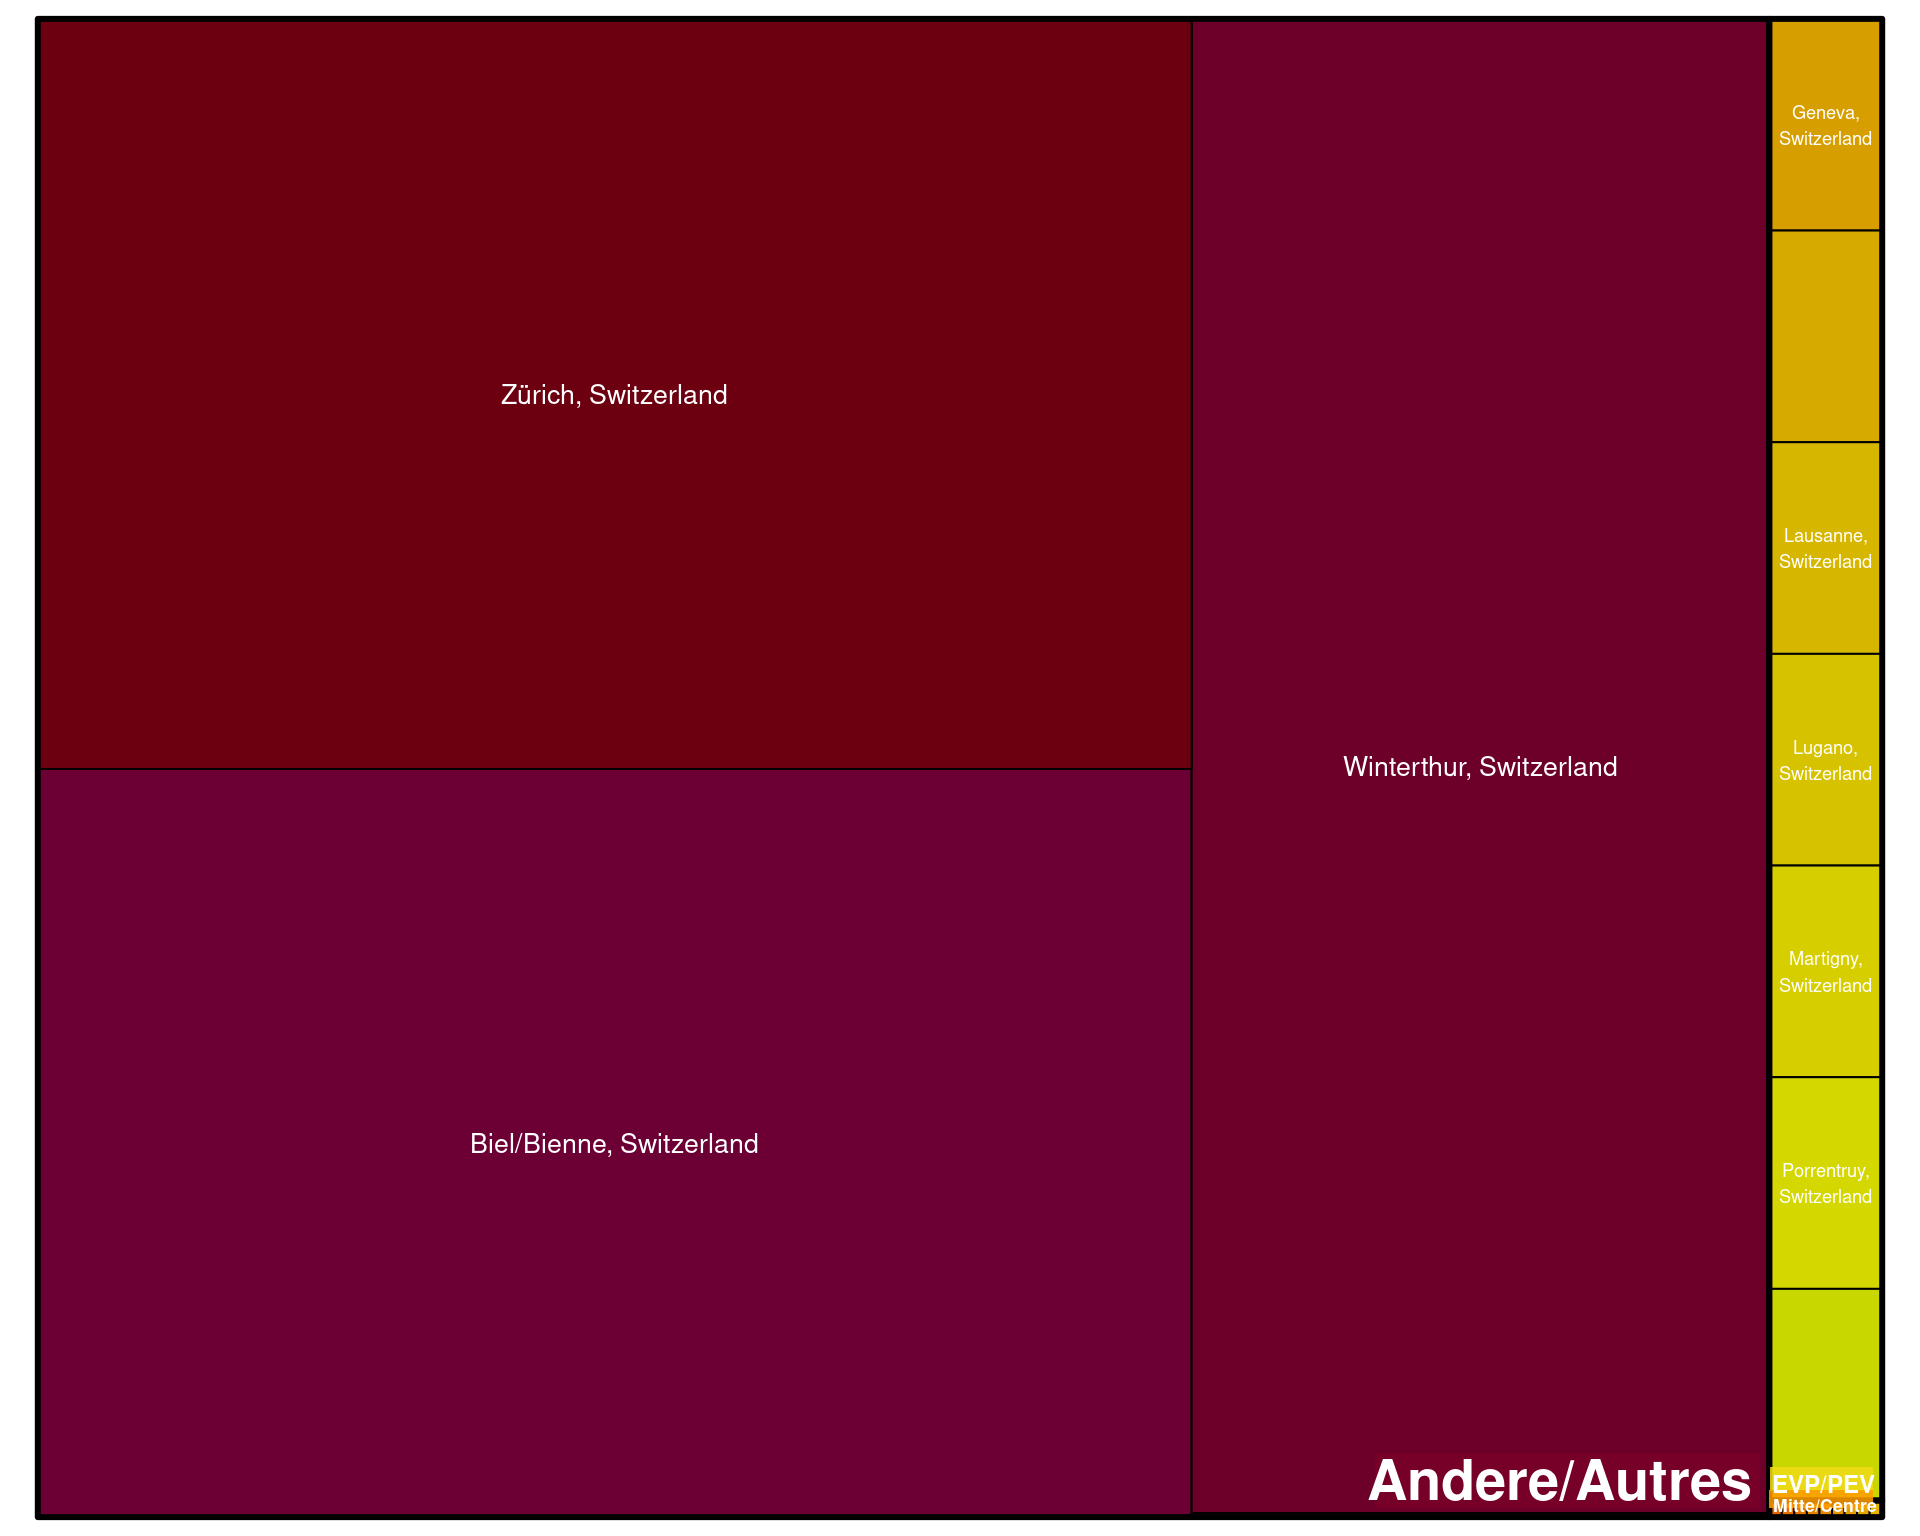 Zürich, Switzerland
Biel/Bienne, Switzerland
Winterthur, Switzerland
Andere/Autres
Geneva,
Switzerland
Lausanne,
Switzerland
Lugano,
Switzerland
Martigny,
Switzerland
Porrentruy,
Switzerland
EVP/PEV
Mitte/Centre